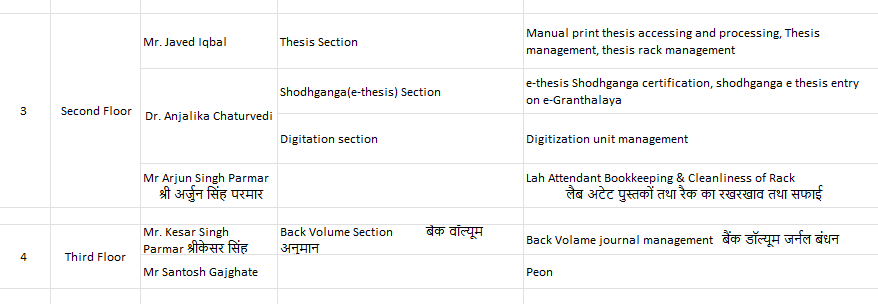 Mr. Javed Iqbal
Thesis Section
Manual print thesis accessing and processing, Thesis
management, thesis rack management
3
Second Floor
Dr. Anjalika Chaturvedi
Shodhganga(e-thesis) Section
e-thesis Shodhganga certification, shodhganga e thesis entry
on e-Granthalaya
Digitation section
Digitization unit management
Mr Arjun Singh Parmar
श्री अर्जुन सिंह परमार
Lah Attendant Bookkeeping & Cleanliness of Rack
लैब अटेट पुस्तकों तथा रैक का रखरखाव तथा सफाई
4
Third Floor
Mr. Kesar Singh
Parmar श्रीकेसर सिंह
Back Volume Section बैक वॉल्यूम
अनुमान
Back Volame journal management बैंक डॉल्यूम जर्नल बंधन
Mr Santosh Gajghate
Peon